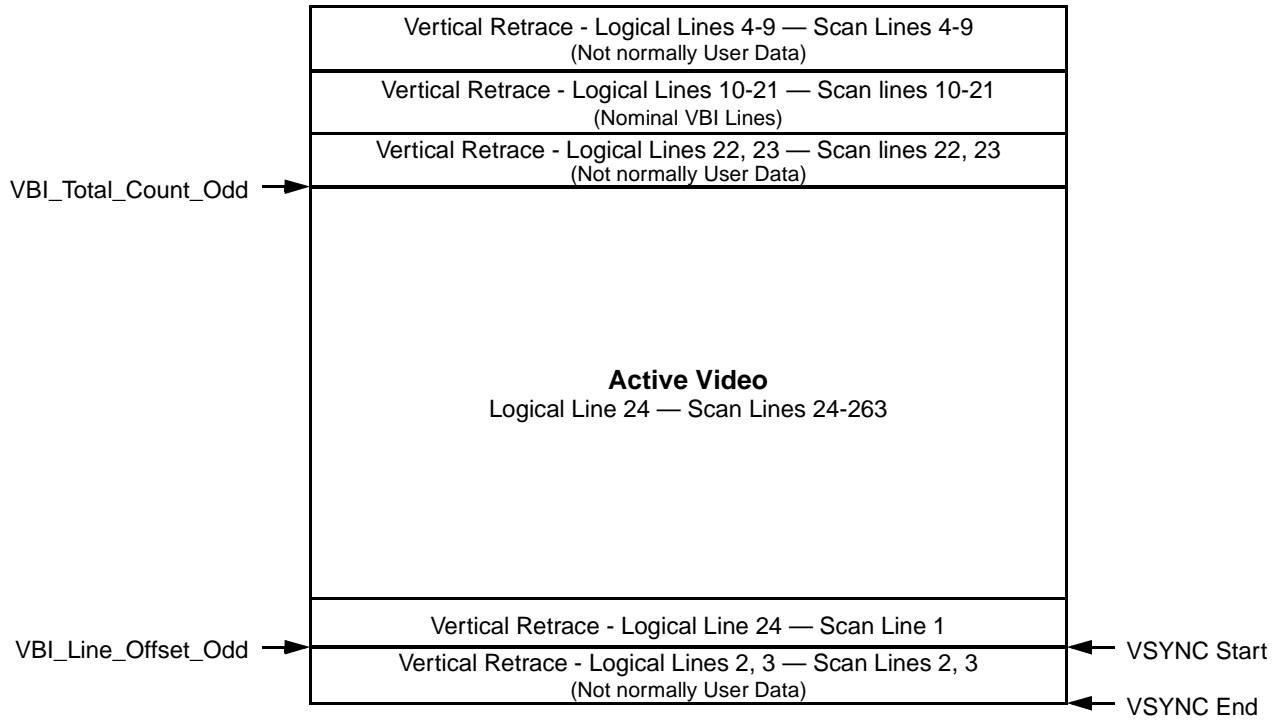 Vertical Retrace - Logical Lines 4-9 — Scan Lines 4-9
(Not normally User Data)
Vertical Retrace - Logical Lines 10-21 — Scan lines 10-21
(Nominal VBI Lines)
Vertical Retrace - Logical Lines 22, 23 — Scan lines 22, 23
(Not normally User Data)
VBI_Total_Count_Odd
Active Video
Logical Line 24 — Scan Lines 24-263
Vertical Retrace - Logical Line 24 — Scan Line 1
VBI_Line_Offset_Odd
VSYNC Start
Vertical Retrace - Logical Lines 2, 3 — Scan Lines 2, 3
(Not normally User Data)
VSYNC End